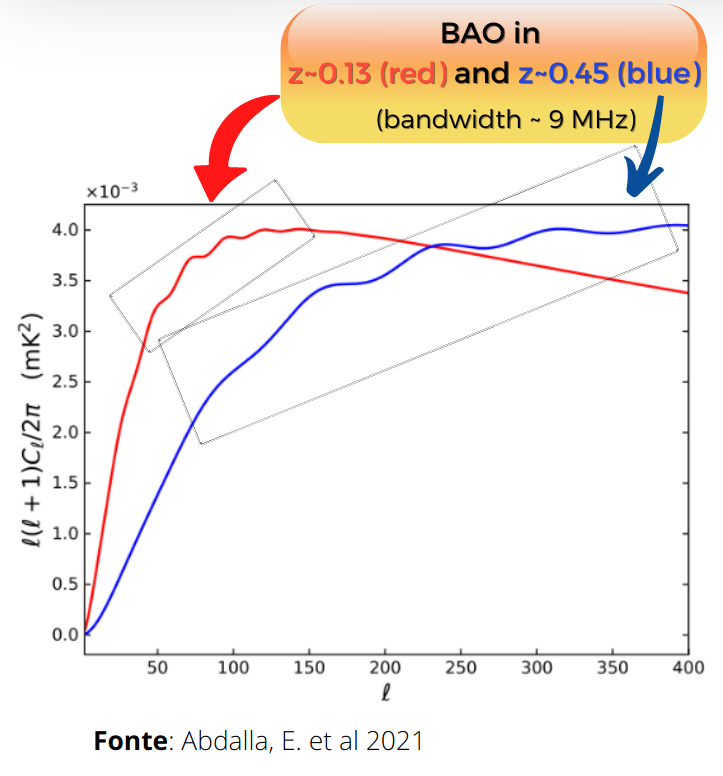 BAO in
z~0.13 (red) and z~0.45 (blue)
(bandwidth ~ 9 MHz)
×10⁻³
4.0
3.5
3.0
2.5
2.0
1.5
1.0
0.5
0.0
ℓ(ℓ + 1)Cℓ/2π (mK²)
50 100 150 200 250 300 350 400
ℓ
Fonte: Abdalla, E. et al 2021